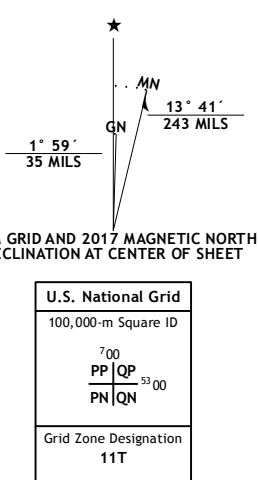 ★
MN
13° 41´
243 MILS
GN
1° 59´
35 MILS
GRID AND 2017 MAGNETIC NORTH
CLINATION AT CENTER OF SHEET
U.S. National Grid
100,000-m Square ID
700
PP QP
5300
PN QN
Grid Zone Designation
11T